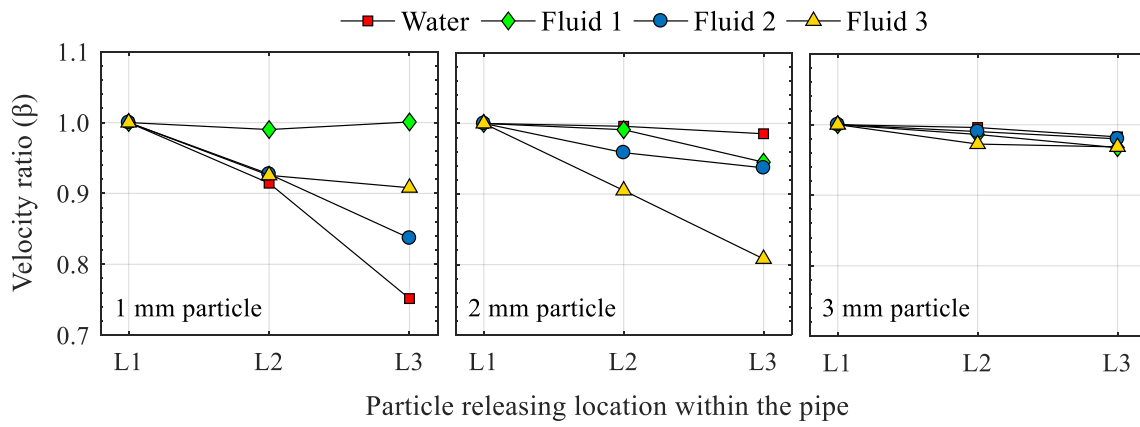 Water Fluid 1 Fluid 2 Fluid 3
Velocity ratio (β)
1.1
1.0
0.9
0.8
0.7
1 mm particle
2 mm particle
3 mm particle
L1 L2 L3
L1 L2 L3
L1 L2 L3
Particle releasing location within the pipe